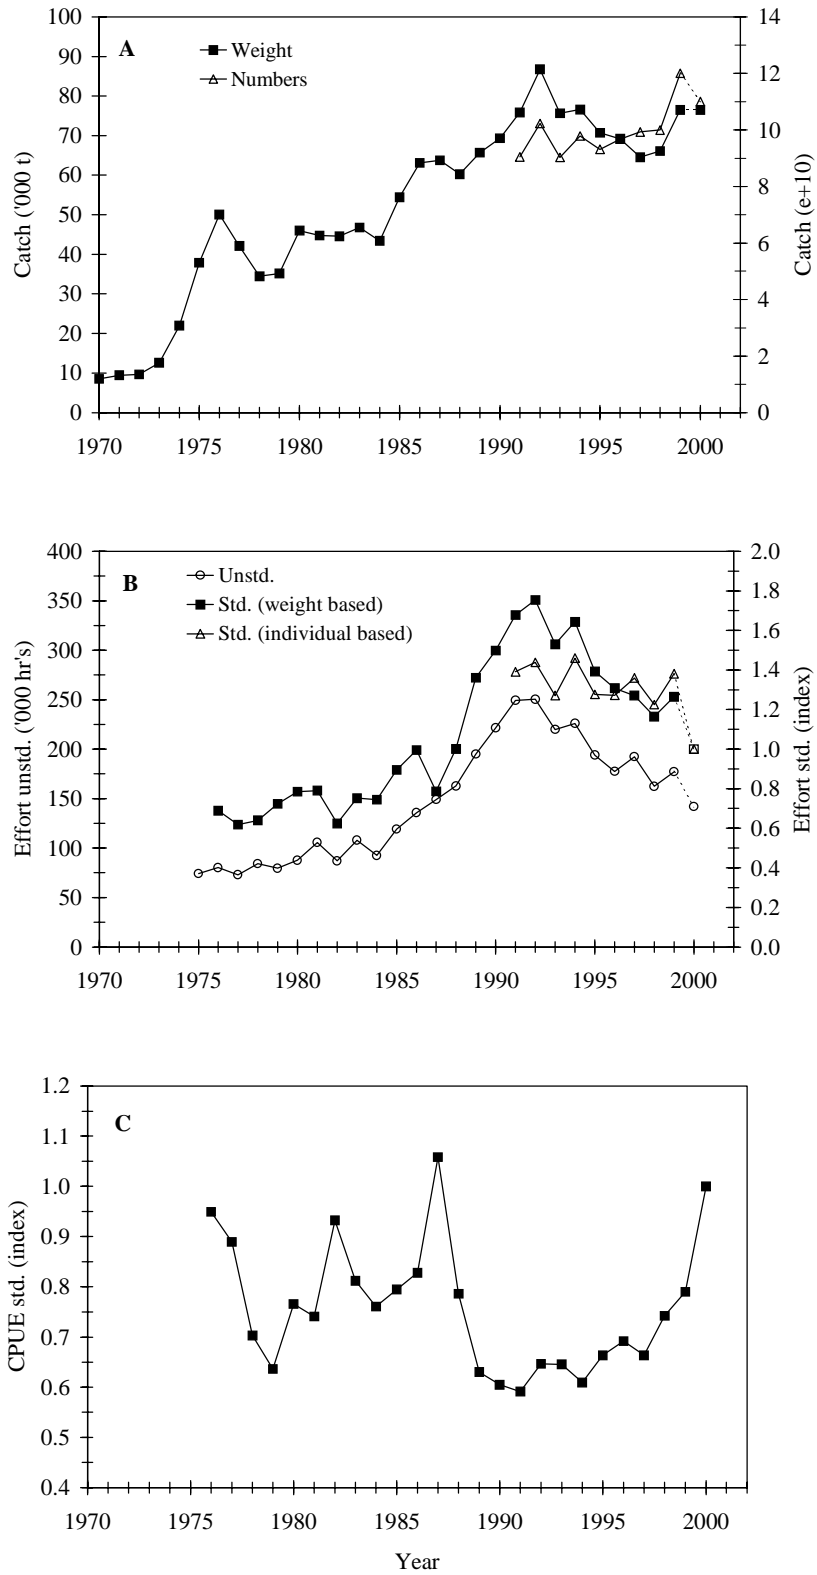 100
90
80
70
60
50
40
30
20
10
0
Catch ('000 t)
A
Weight
Numbers
14
12
10
8
6
4
2
0
Catch (e+10)
1970 1975 1980 1985 1990 1995 2000
400
350
300
250
200
150
100
50
0
Effort unstd. ('000 hr's)
B
Unstd.
Std. (weight based)
Std. (individual based)
2.0
1.8
1.6
1.4
1.2
1.0
0.8
0.6
0.4
0.2
0.0
Effort std. (index)
1970 1975 1980 1985 1990 1995 2000
1.2
1.1
1.0
0.9
0.8
0.7
0.6
0.5
0.4
CPUE std. (index)
C
1970 1975 1980 1985 1990 1995 2000
Year